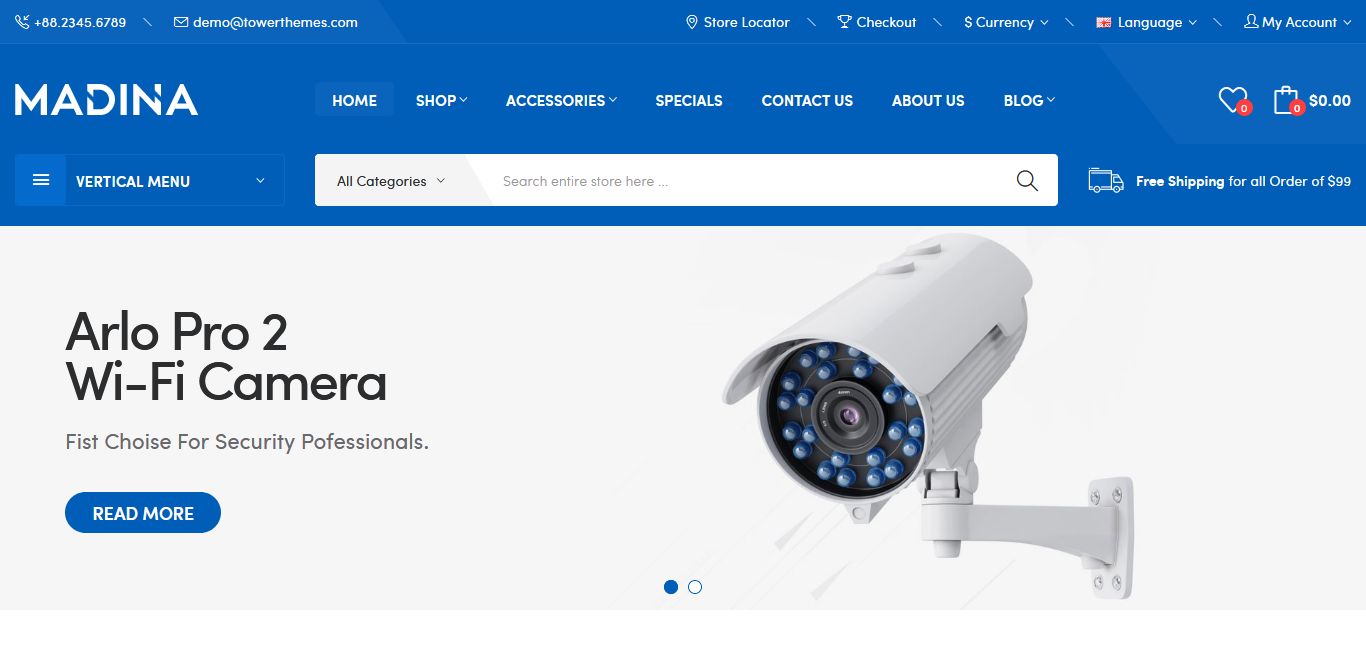 +88.2345.6789
demo@towerthemes.com
Store Locator
Checkout
$ Currency
Language
My Account
MADINA
HOME
SHOP
ACCESSORIES
SPECIALS
CONTACT US
ABOUT US
BLOG
0
0
$0.00
VERTICAL MENU
All Categories
Search entire store here ...
Free Shipping for all Order of $99
Arlo Pro 2
Wi-Fi Camera
Fist Choise For Security Pofessionals.
READ MORE